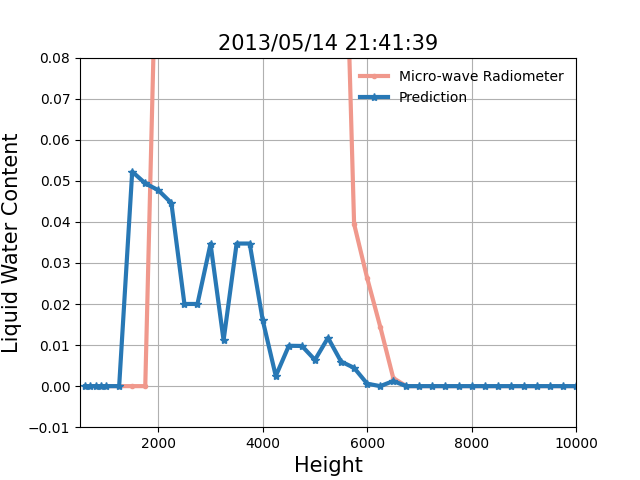 2013/05/14 21:41:39
Micro-wave Radiometer
Prediction
0.08
0.07
0.06
0.05
0.04
0.03
0.02
0.01
0.00
−0.01
Liquid Water Content
2000 4000 6000 8000 10000
Height